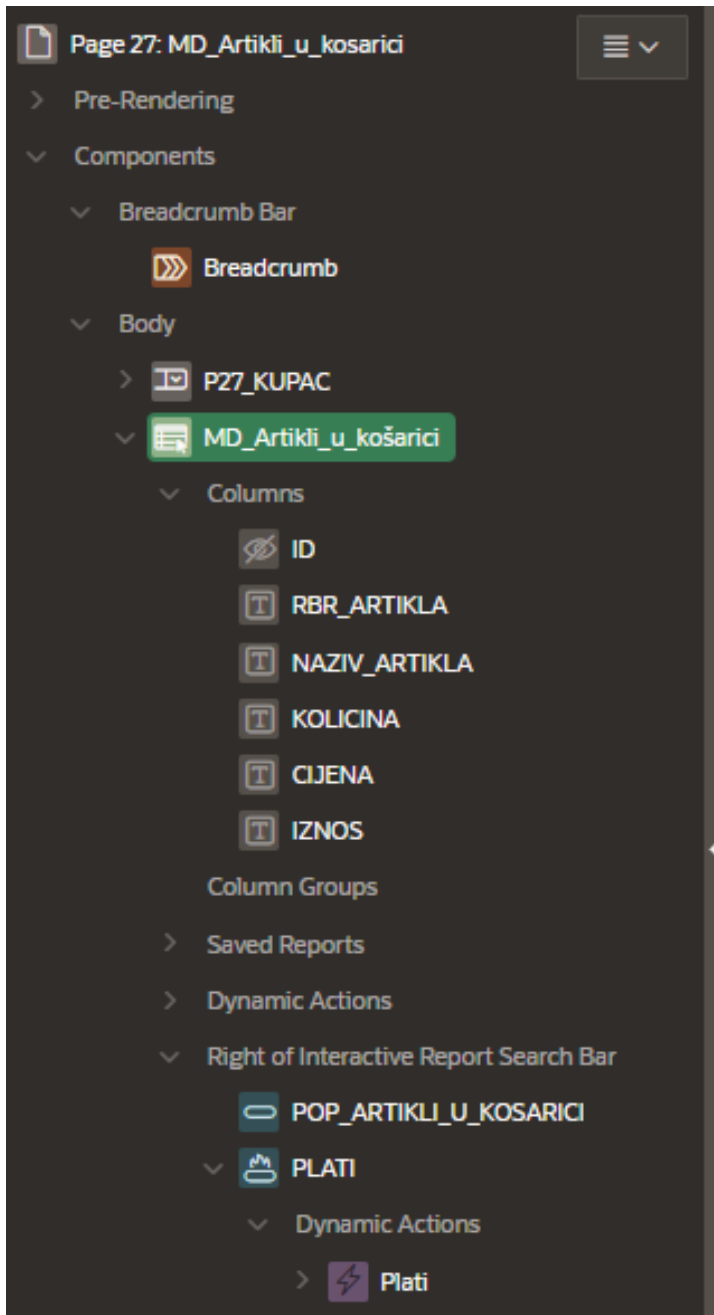 Page 27: MD_Artikli_u_kosarici
Pre-Rendering
Components
Breadcrumb Bar
Breadcrumb
Body
P27_KUPAC
MD_Artikli_u_košarici
Columns
ID
RBR_ARTIKLA
NAZIV_ARTIKLA
KOLICINA
CIJENA
IZNOS
Column Groups
Saved Reports
Dynamic Actions
Right of Interactive Report Search Bar
POP_ARTIKLI_U_KOSARICI
PLATI
Dynamic Actions
Plati